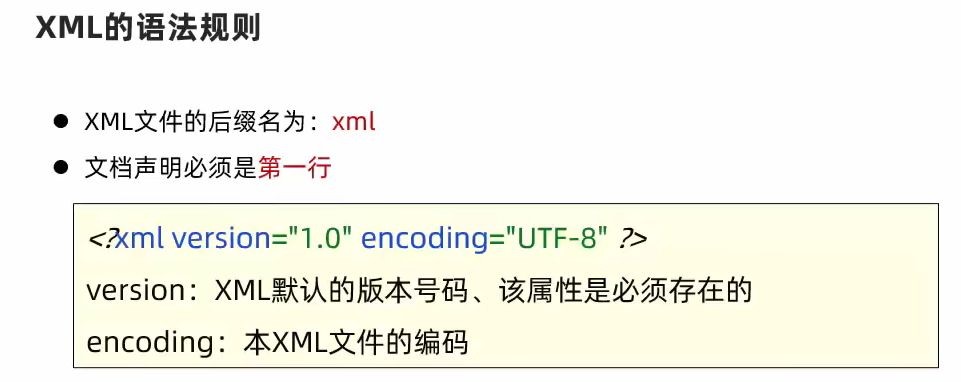 XML的语法规则
● XML文件的后缀名为：xml
● 文档声明必须是第一行
<?xml version="1.0" encoding="UTF-8" ?>
version：XML默认的版本号码、该属性是必须存在的
encoding：本XML文件的编码